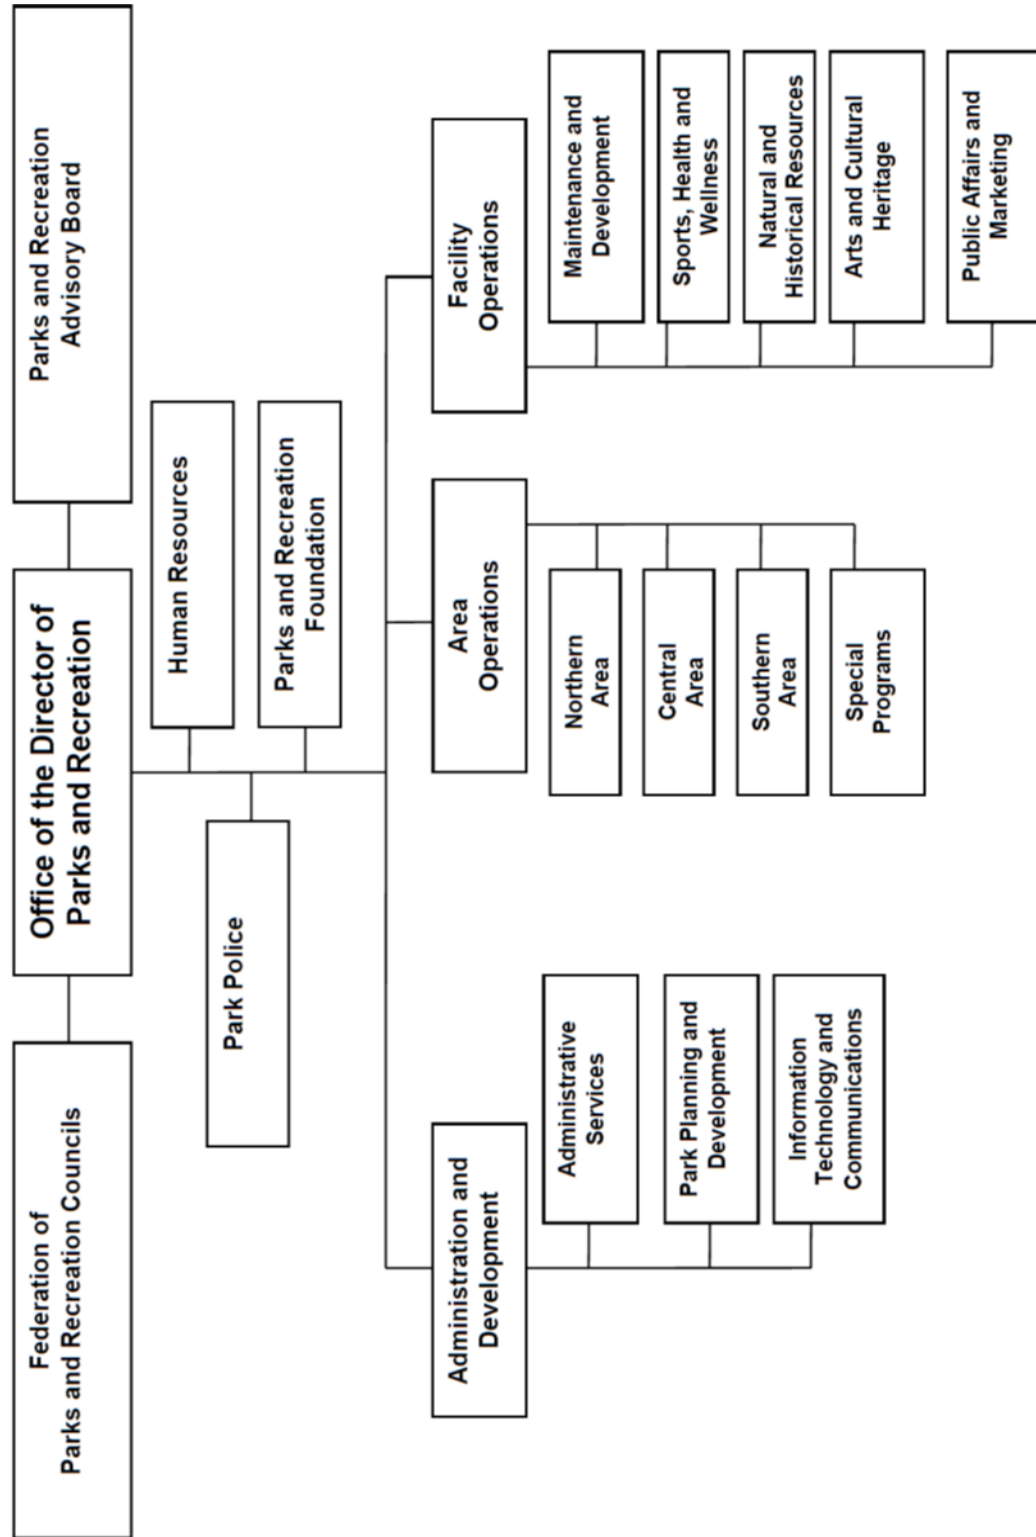 Federation of
Parks and Recreation Councils
Office of the Director of
Parks and Recreation
Parks and Recreation
Advisory Board
Human Resources
Park Police
Parks and Recreation
Foundation
Administration and
Development
Administrative
Services
Park Planning and
Development
Information
Technology and
Communications
Area
Operations
Northern
Area
Central
Area
Southern
Area
Special
Programs
Facility
Operations
Maintenance and
Development
Sports, Health and
Wellness
Natural and
Historical Resources
Arts and Cultural
Heritage
Public Affairs and
Marketing